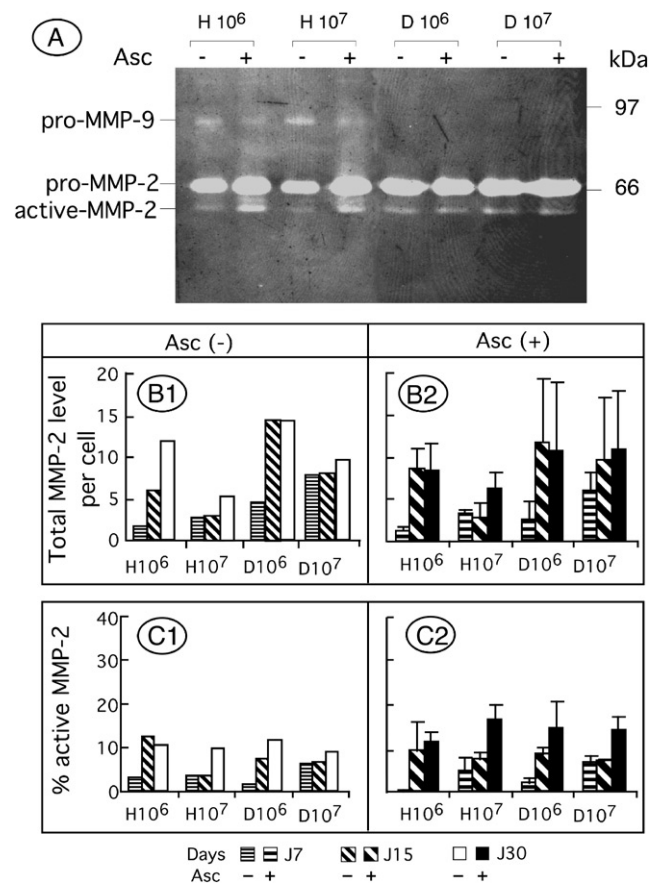 A
H 10⁶ H 10⁷ D 10⁶ D 10⁷
Asc - + - + - + - + kDa
pro-MMP-9
97
pro-MMP-2
66
active-MMP-2
Asc (-) Asc (+)
B1 B2
Total MMP-2 level per cell
20
15
10
5
0
H10⁶ H10⁷ D10⁶ D10⁷ H10⁶ H10⁷ D10⁶ D10⁷
C1 C2
% active MMP-2
40
30
20
10
0
H10⁶ H10⁷ D10⁶ D10⁷ H10⁶ H10⁷ D10⁶ D10⁷
Days J7 J15 J30
Asc - + - + - +